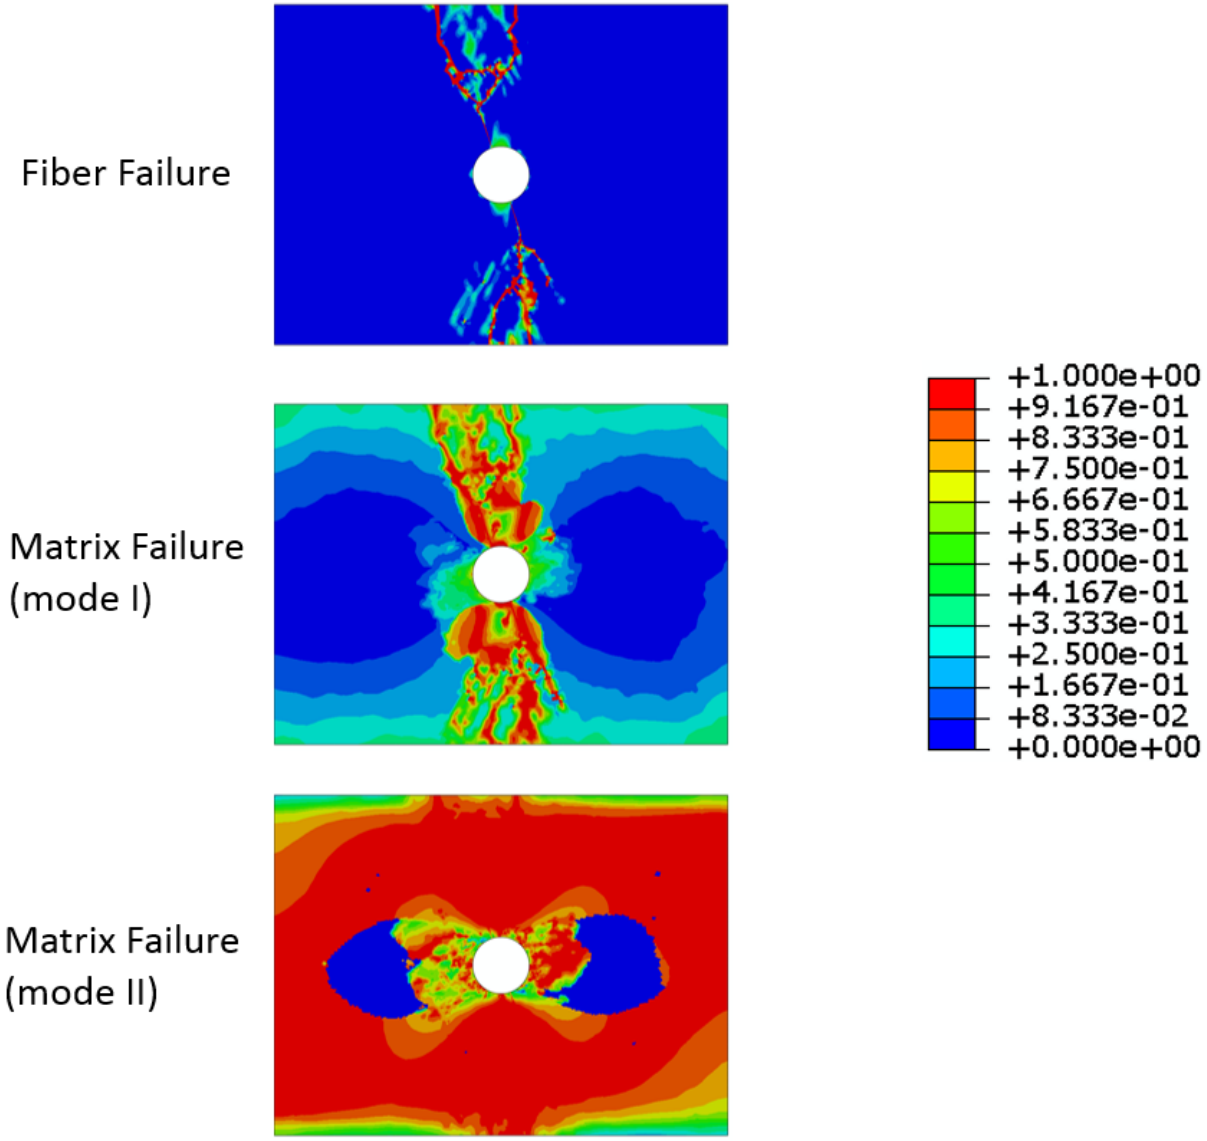 Fiber Failure
Matrix Failure
(mode I)
Matrix Failure
(mode II)
+1.000e+00
+9.167e-01
+8.333e-01
+7.500e-01
+6.667e-01
+5.833e-01
+5.000e-01
+4.167e-01
+3.333e-01
+2.500e-01
+1.667e-01
+8.333e-02
+0.000e+00